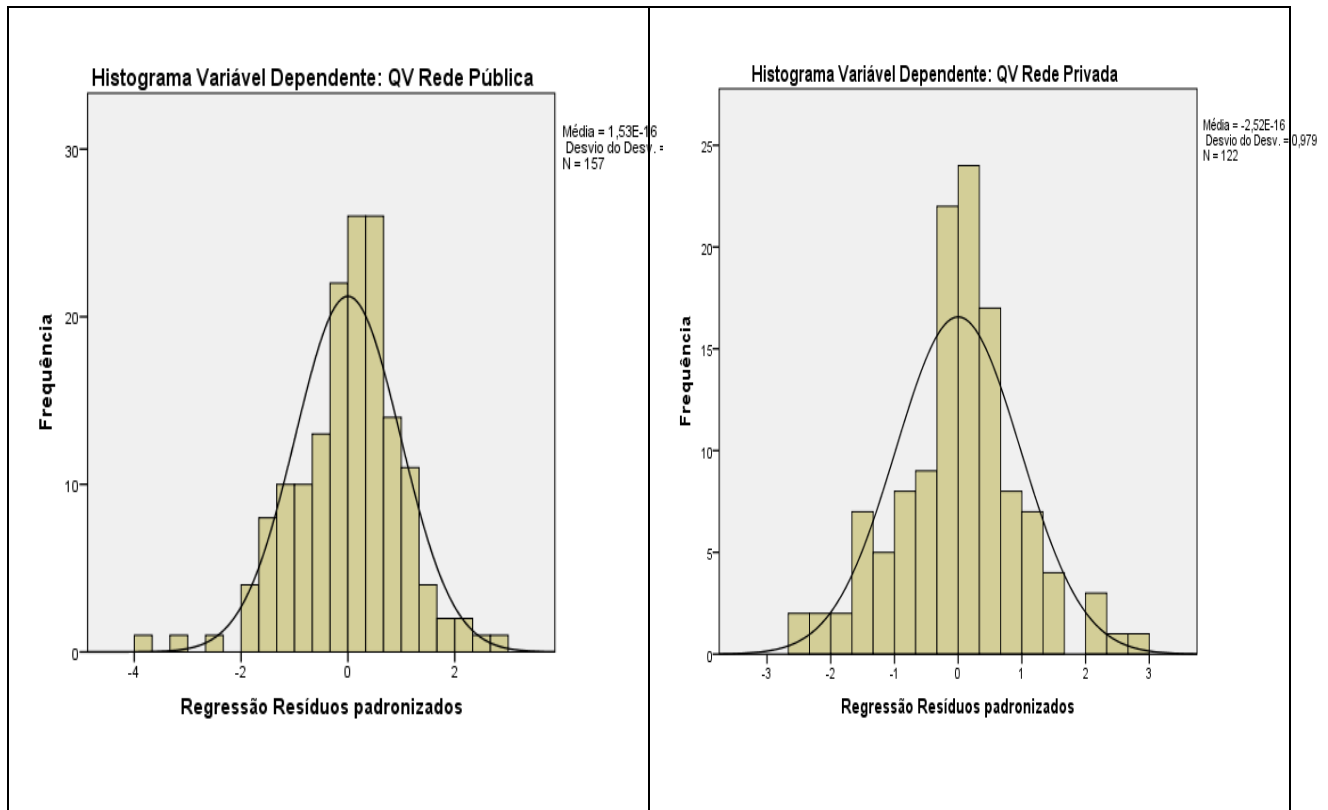 Histograma Variável Dependente: QV Rede Pública
Média = 1,53E-16
Desvio do Desv. =
N = 157
30
20
10
0
Frequência
-4
-2
0
2
Regressão Resíduos padronizados
Histograma Variável Dependente: QV Rede Privada
Média = -2,52E-16
Desvio do Desv. = 0,979
N = 122
25
20
15
10
5
0
Frequência
-3
-2
-1
0
1
2
3
Regressão Resíduos padronizados